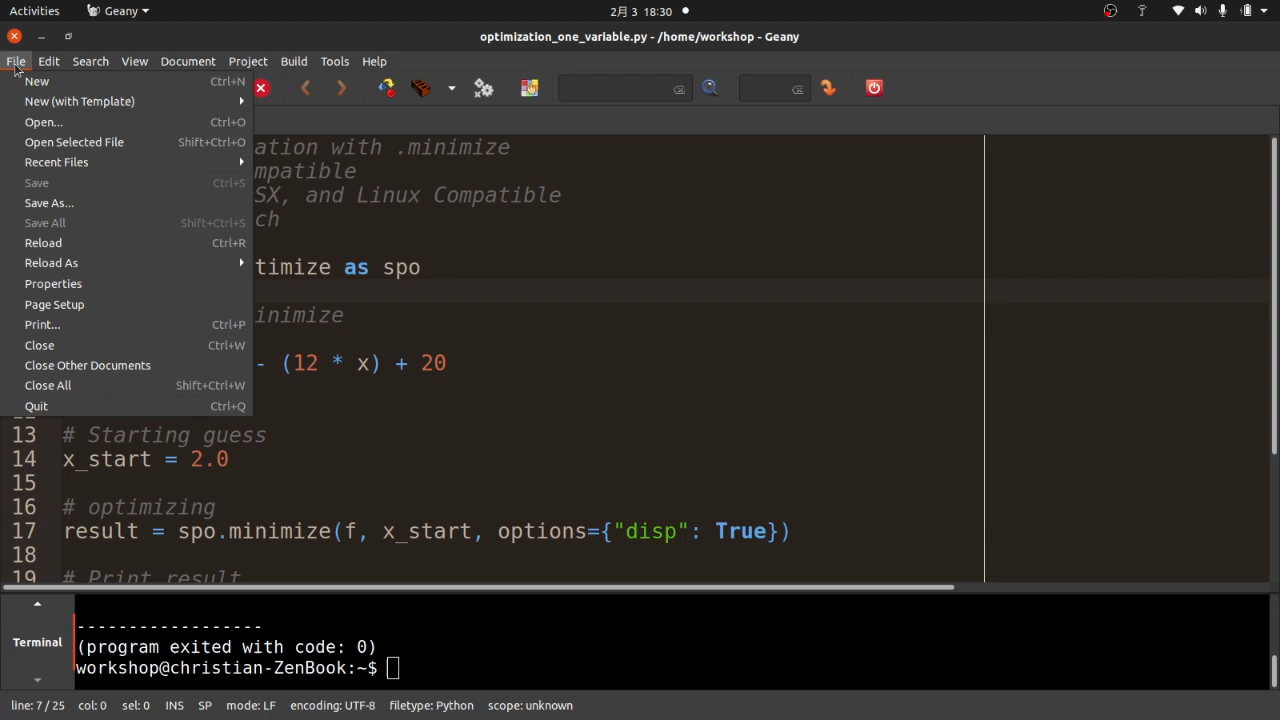 Activities Geany 2月 3 18:30
optimization_one_variable.py - /home/workshop - Geany
File Edit Search View Document Project Build Tools Help
New Ctrl+N
New (with Template)
Open... Ctrl+O
Open Selected File Shift+Ctrl+O
Recent Files
Save Ctrl+S
Save As...
Save All Shift+Ctrl+S
Reload Ctrl+R
Reload As
Properties
Page Setup
Print... Ctrl+P
Close Ctrl+W
Close Other Documents
Close All Shift+Ctrl+W
Quit Ctrl+Q
ation with .minimize
mpatible
SX, and Linux Compatible
ch
timize as spo
inimize
- (12 * x) + 20
13 # Starting guess
14 x_start = 2.0
15
16 # optimizing
17 result = spo.minimize(f, x_start, options={"disp": True})
18
19 # Print result
Terminal
------------------
(program exited with code: 0)
workshop@christian-ZenBook:~$
line: 7 / 25 col: 0 sel: 0 INS SP mode: LF encoding: UTF-8 filetype: Python scope: unknown